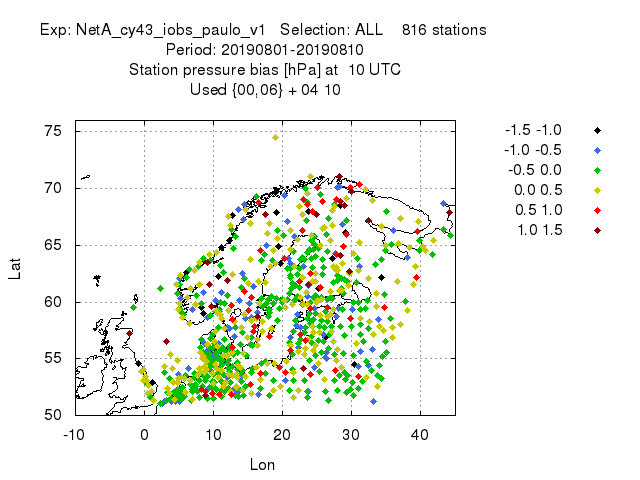 Exp: NetA_cy43_iobs_paulo_v1 Selection: ALL 816 stations
Period: 20190801-20190810
Station pressure bias [hPa] at 10 UTC
Used {00,06} + 04 10
-1.5 -1.0
-1.0 -0.5
-0.5 0.0
0.0 0.5
0.5 1.0
1.0 1.5
75
70
65
60
55
50
Lat
-10 0 10 20 30 40
Lon